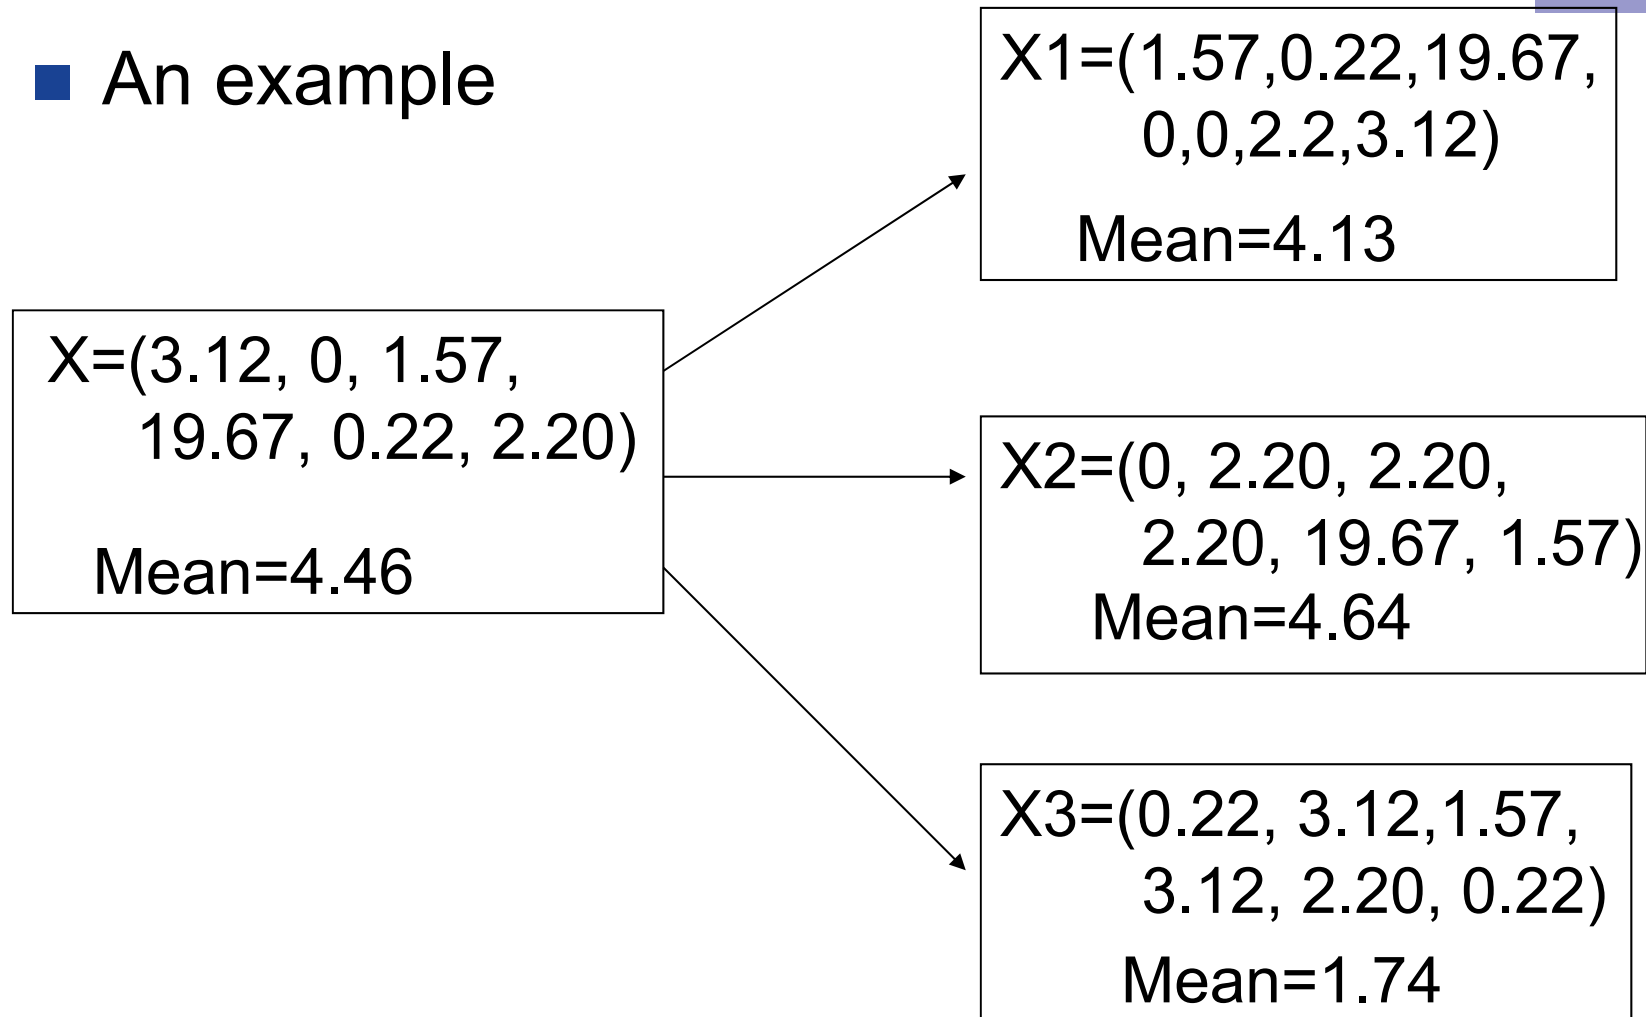 An example
X=(3.12, 0, 1.57,
19.67, 0.22, 2.20)
Mean=4.46
X1=(1.57,0.22,19.67,
0,0,2.2,3.12)
Mean=4.13
X2=(0, 2.20, 2.20,
2.20, 19.67, 1.57)
Mean=4.64
X3=(0.22, 3.12,1.57,
3.12, 2.20, 0.22)
Mean=1.74